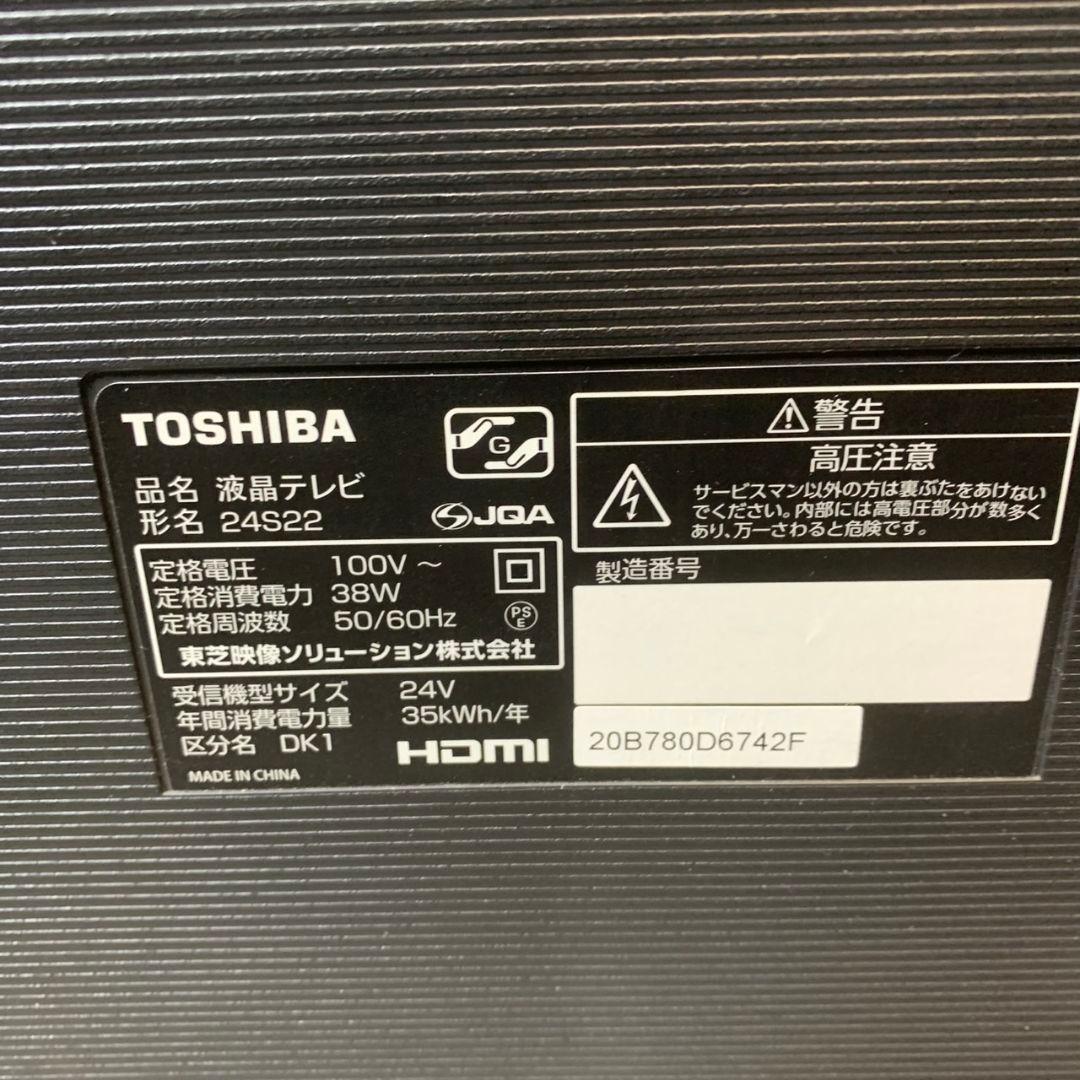 TOSHIBA
G
品名 液晶テレビ
形名 24S22
JQA
定格電圧 100V ～
定格消費電力 38W
定格周波数 50/60Hz
PS
E
東芝映像ソリューション株式会社
受信機型サイズ 24V
年間消費電力量 35kWh/年
区分名 DK1
HDMI
MADE IN CHINA
警告
高圧注意
サービスマン以外の方は裏ぶたをあけない
でください。内部には高電圧部分が数多く
あり、万一さわると危険です。
製造番号
20B780D6742F